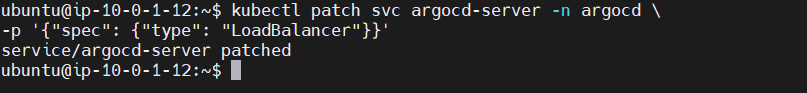 ubuntu@ip-10-0-1-12:~$ kubectl patch svc argocd-server -n argocd \
-p '{"spec": {"type": "LoadBalancer"}}'
service/argocd-server patched
ubuntu@ip-10-0-1-12:~$